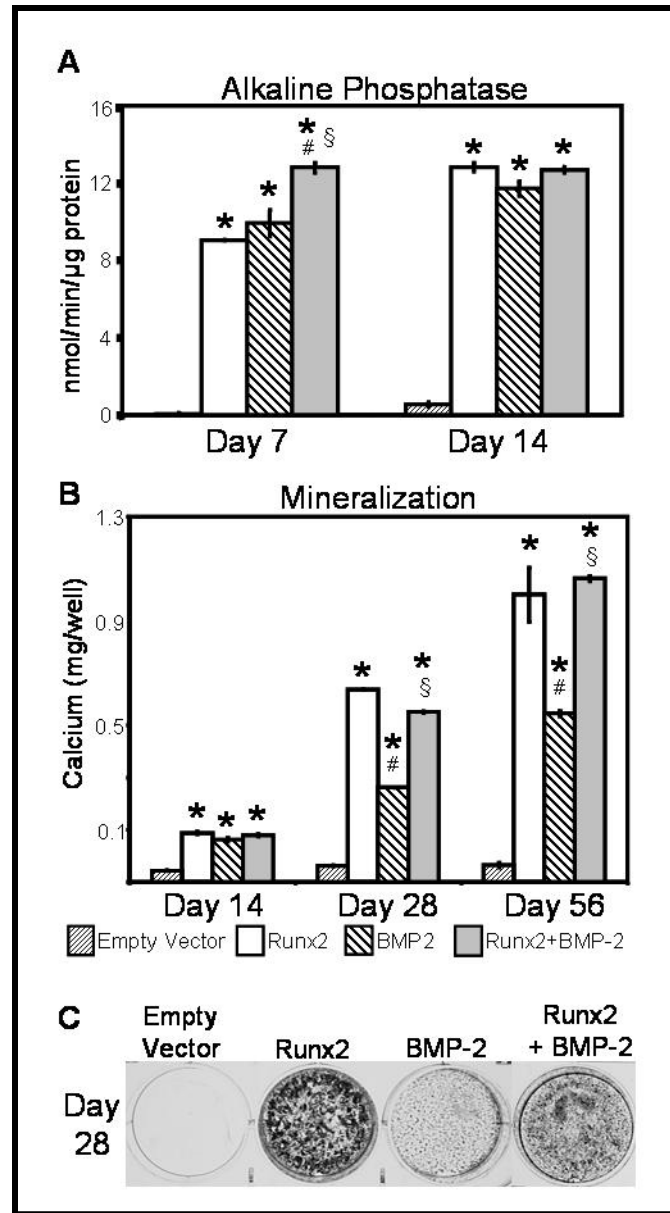 A
Alkaline Phosphatase
nmol/min/µg protein
16
12
8
4
0
* * * # §
* * *
Day 7 Day 14
B
Mineralization
Calcium (mg/well)
1.3
0.9
0.5
0.1
* * *
* * # * §
* * # * §
Day 14 Day 28 Day 56
Empty Vector Runx2 BMP2 Runx2+BMP-2
C
Empty
Vector Runx2 BMP-2 Runx2
+ BMP-2
Day
28